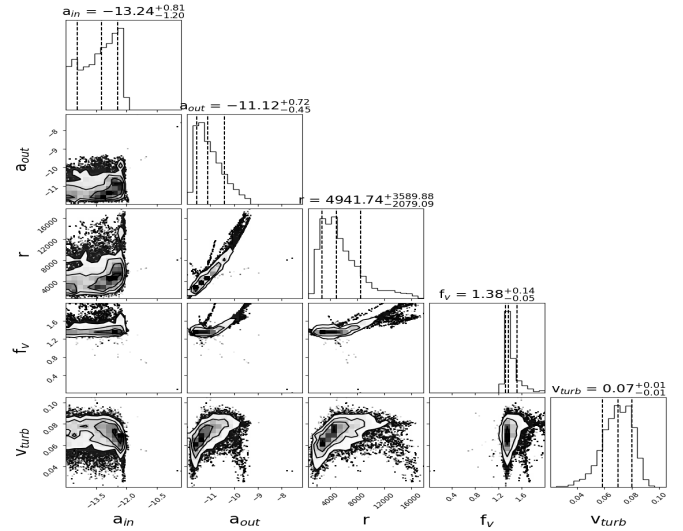 a_in = −13.24 +0.81 −1.20
a_out = −11.12 +0.72 −0.45
−8
−9
−10
−11
a_out
r = 4941.74 +3589.88 −2079.09
16000
12000
8000
4000
r
f_v = 1.38 +0.14 −0.05
1.6
1.2
0.8
0.4
f_v
v_turb = 0.07 +0.01 −0.01
0.10
0.08
0.06
0.04
v_turb
−13.5 −12.0 −10.5 −11 −10 −9 −8 4000 8000 12000 16000 0.4 0.8 1.2 1.6 0.04 0.06 0.08 0.10
a_in a_out r f_v v_turb